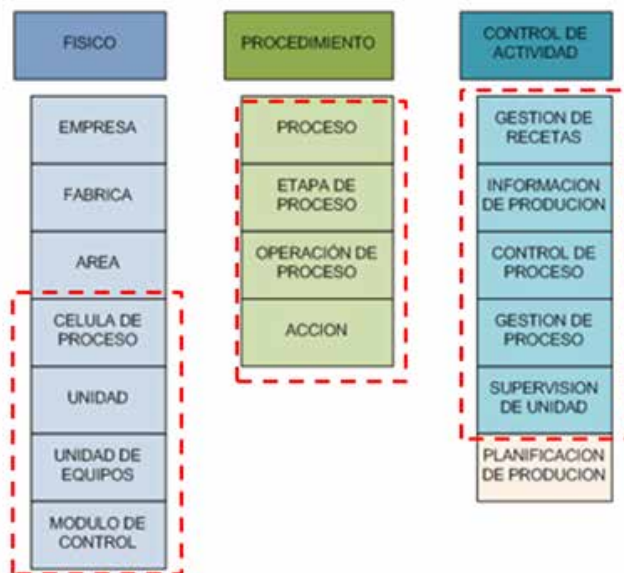 FISICO
EMPRESA
FABRICA
AREA
CELULA DE
PROCESO
UNIDAD
UNIDAD DE
EQUIPOS
MODULO DE
CONTROL
PROCEDIMIENTO
PROCESO
ETAPA DE
PROCESO
OPERACIÓN DE
PROCESO
ACCION
CONTROL DE
ACTIVIDAD
GESTION DE
RECETAS
INFORMACION
DE PRODUCION
CONTROL DE
PROCESO
GESTION DE
PROCESO
SUPERVISION
DE UNIDAD
PLANIFICACION
DE PRODUCION